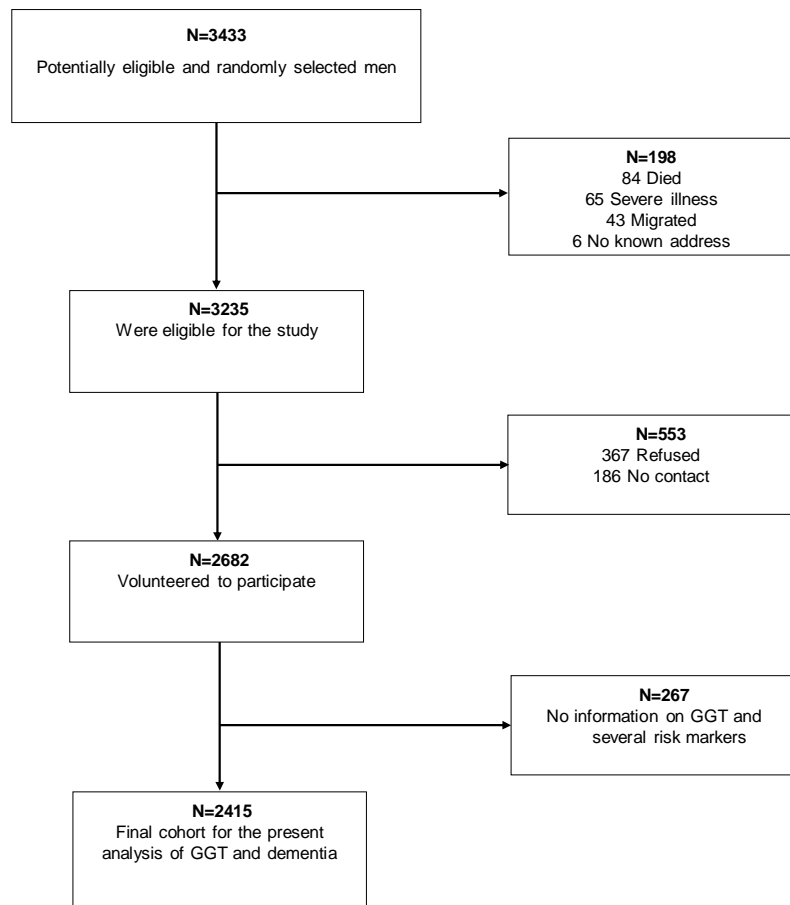 N=3433
Potentially eligible and randomly selected men
N=198
84 Died
65 Severe illness
43 Migrated
6 No known address
N=3235
Were eligible for the study
N=553
367 Refused
186 No contact
N=2682
Volunteered to participate
N=267
No information on GGT and
several risk markers
N=2415
Final cohort for the present
analysis of GGT and dementia